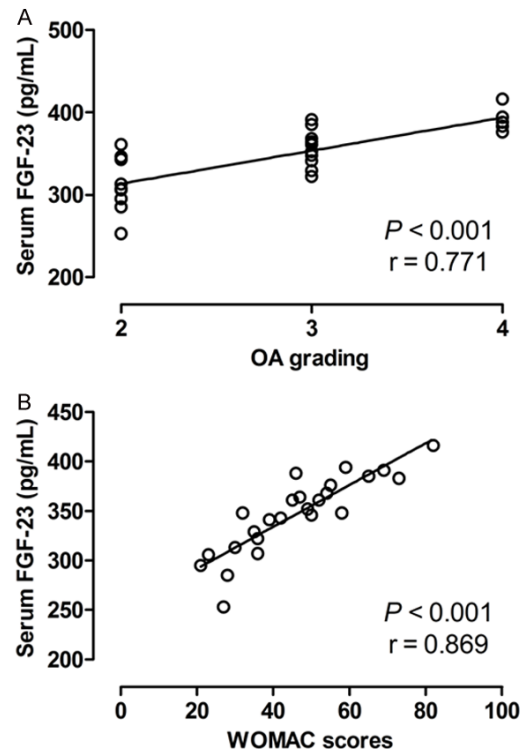 A
Serum FGF-23 (pg/mL)
500
400
300
200
P < 0.001
r = 0.771
2
3
4
OA grading
B
Serum FGF-23 (pg/mL)
450
400
350
300
250
200
P < 0.001
r = 0.869
0
20
40
60
80
100
WOMAC scores